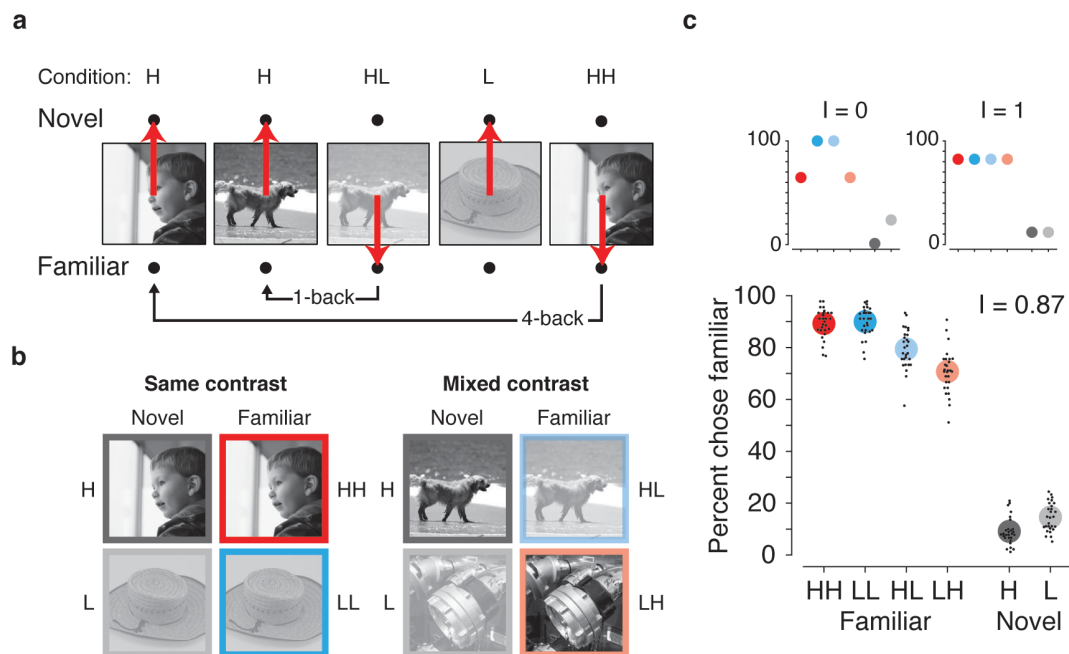 a
Condition: H H HL L HH
Novel
Familiar
1-back
4-back
b
Same contrast
Mixed contrast
Novel Familiar
Novel Familiar
H HH
H HL
L LL
L LH
c
I = 0
I = 1
100
0
100
0
I = 0.87
Percent chose familiar
100
80
60
40
20
0
HH LL HL LH H L
Familiar Novel